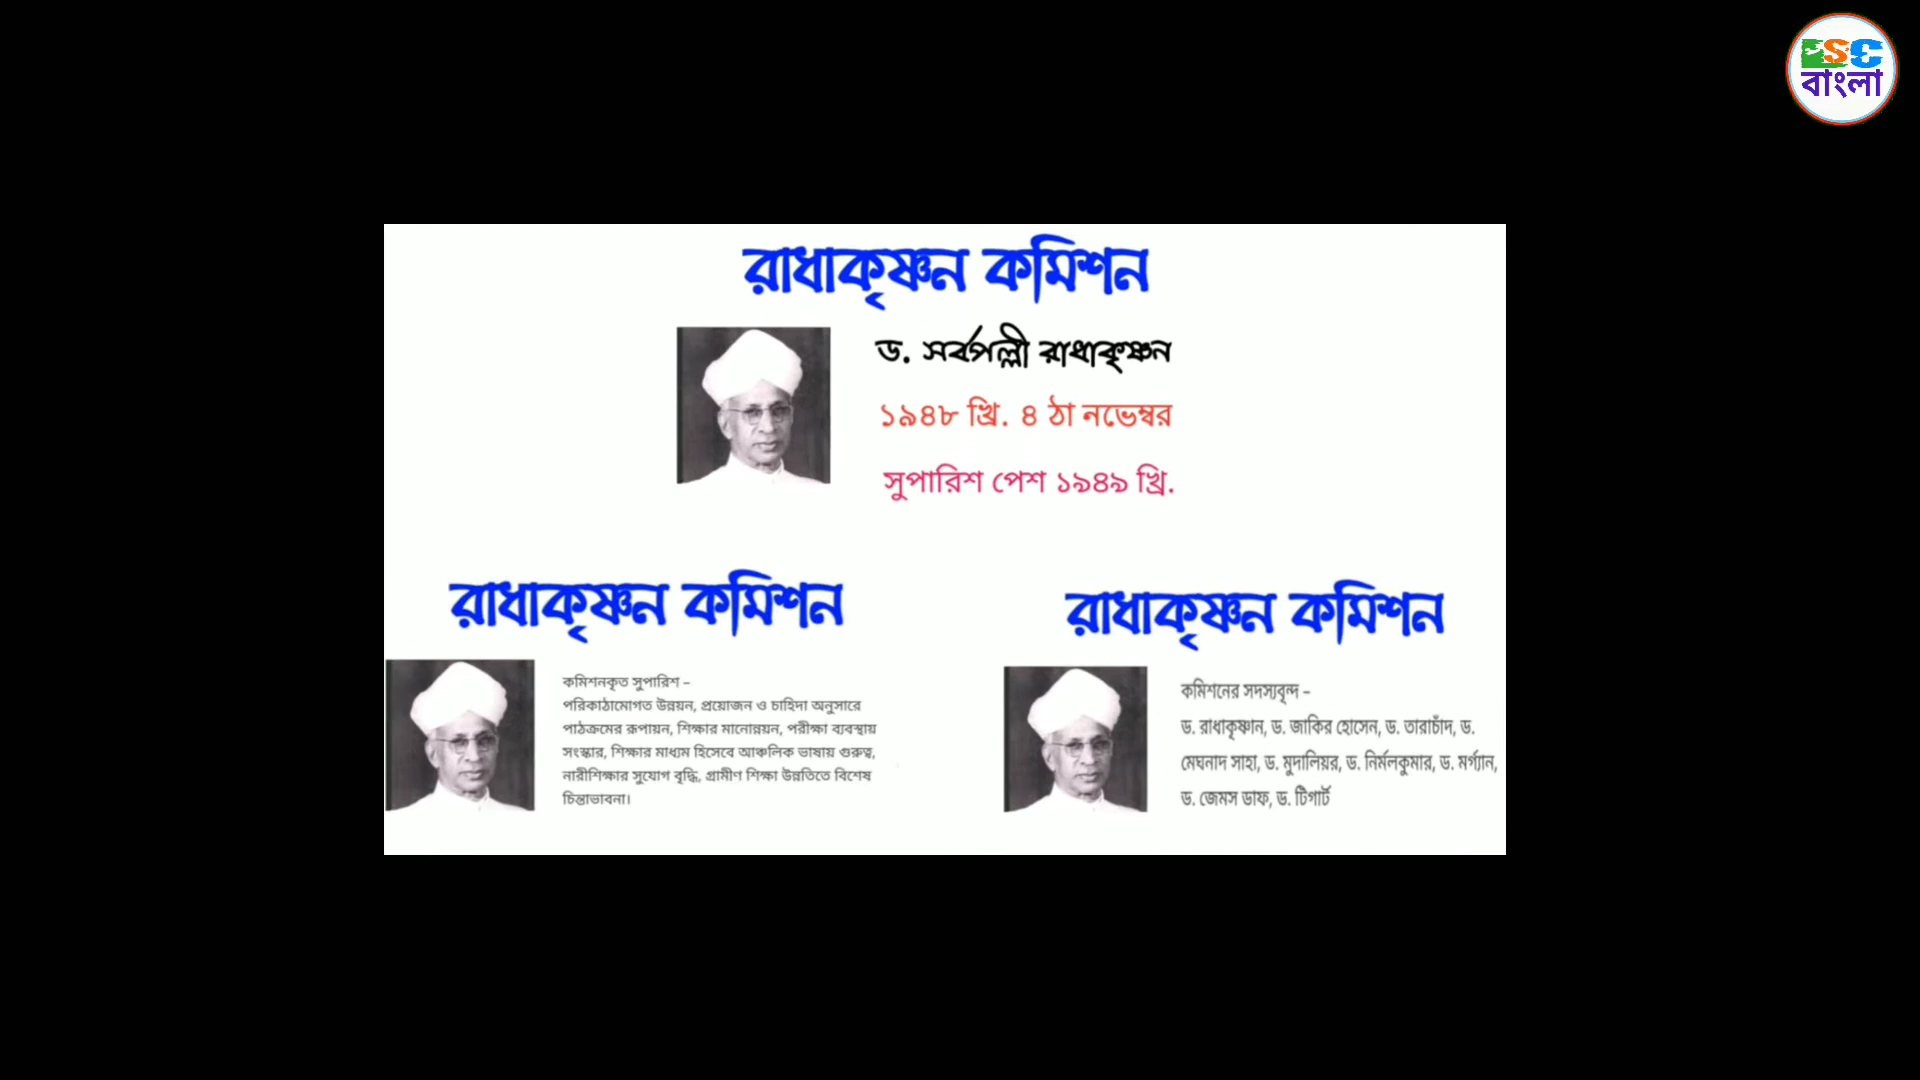 ESC
বাংলা
রাধাকৃষ্ণন কমিশন
ড. সর্বপল্লী রাধাকৃষ্ণন
১৯৪৮ খ্রি. ৪ ঠা নভেম্বর
সুপারিশ পেশ ১৯৪৯ খ্রি.
রাধাকৃষ্ণন কমিশন
কমিশনকৃত সুপারিশ –
পরিকাঠামোগত উন্নয়ন, প্রয়োজন ও চাহিদা অনুসারে
পাঠক্রমের রূপায়ন, শিক্ষার মানোন্নয়ন, পরীক্ষা ব্যবস্থায়
সংস্কার, শিক্ষার মাধ্যম হিসেবে আঞ্চলিক ভাষায় গুরুত্ব,
নারীশিক্ষার সুযোগ বৃদ্ধি, গ্রামীণ শিক্ষা উন্নতিতে বিশেষ
চিন্তাভাবনা।
রাধাকৃষ্ণন কমিশন
কমিশনের সদস্যবৃন্দ –
ড. রাধাকৃষ্ণান, ড. জাকির হোসেন, ড. তারাচাঁদ, ড.
মেঘনাদ সাহা, ড. মুদালিয়র, ড. নির্মলকুমার, ড. মর্গ্যান,
ড. জেমস ডাফ, ড. টিগার্ট